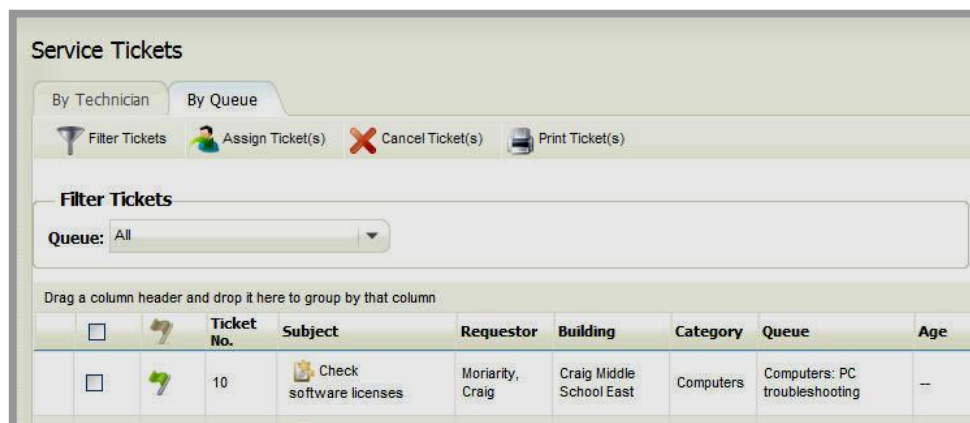 Service Tickets
By Technician By Queue
Filter Tickets Assign Ticket(s) Cancel Ticket(s) Print Ticket(s)
Filter Tickets
Queue: All
Drag a column header and drop it here to group by that column
Ticket No. Subject Requestor Building Category Queue Age
10 Check software licenses Moriarity, Craig Craig Middle School East Computers Computers: PC troubleshooting --